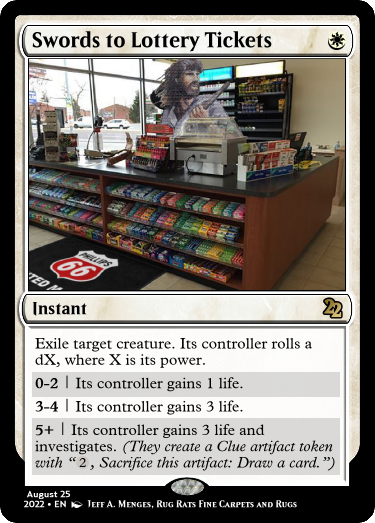 Swords to Lottery Tickets
PHILLIPS
66
TED M
Instant
Exile target creature. Its controller rolls a
dX, where X is its power.
0-2 | Its controller gains 1 life.
3-4 | Its controller gains 3 life.
5+ | Its controller gains 3 life and
investigates. (They create a Clue artifact token
with “2, Sacrifice this artifact: Draw a card.”)
August 25
2022 • EN Jeff A. Menges, Rug Rats Fine Carpets and Rugs